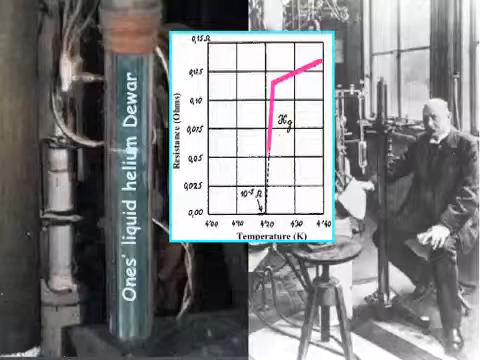 Ones' liquid helium Dewar
0,15Ω
0,125
0,10
0,075
0,05
0,025
0,00
Resistance (Ohms)
Hg
10⁻⁵ Ω
4'00 4'10 4'20 4'30 4'40
Temperature (K)